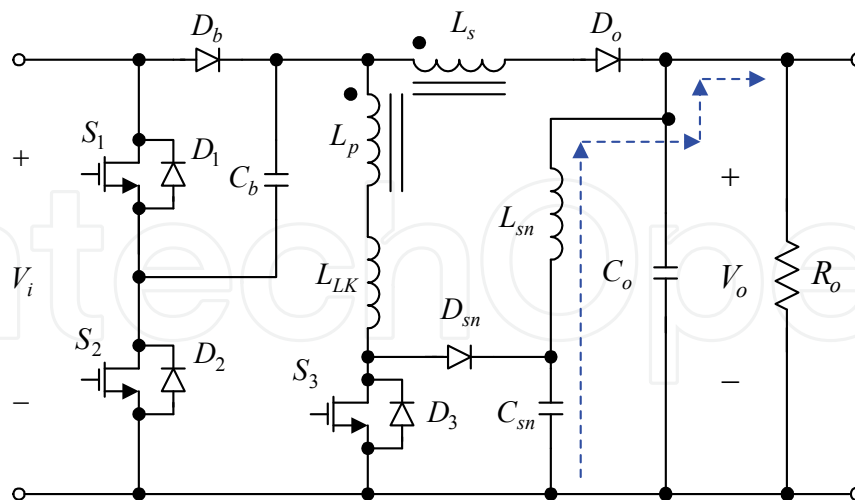 D_b
L_s
D_o
S_1
D_1
L_p
+
C_b
+
L_sn
V_i
L_LK
C_o
V_o
R_o
D_sn
S_2
D_2
S_3
−
−
D_3
C_sn
ntechOpe